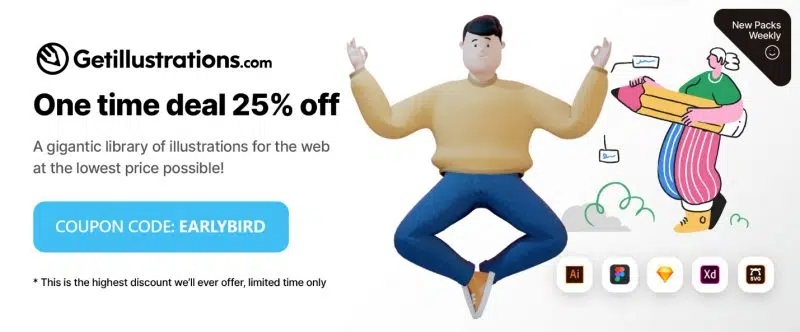 Getillustrations.com
One time deal 25% off
A gigantic library of illustrations for the web
at the lowest price possible!
COUPON CODE: EARLYBIRD
* This is the highest discount we'll ever offer, limited time only
New Packs
Weekly
Ai
Xd
SVG